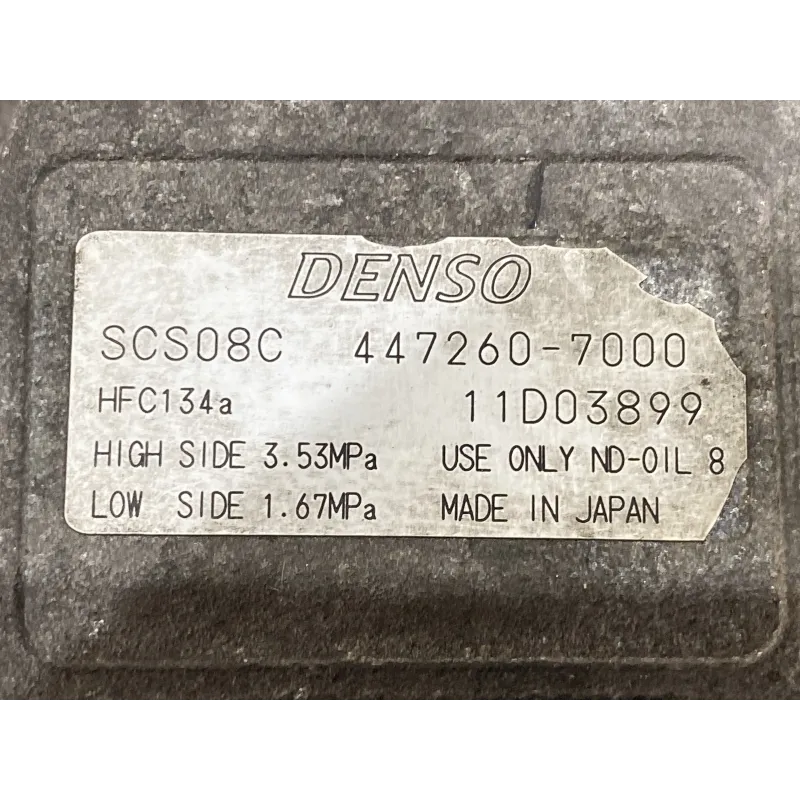 DENSO
SCS08C 447260-7000
HFC134a 11D03899
HIGH SIDE 3.53MPa USE ONLY ND-OIL 8
LOW SIDE 1.67MPa MADE IN JAPAN